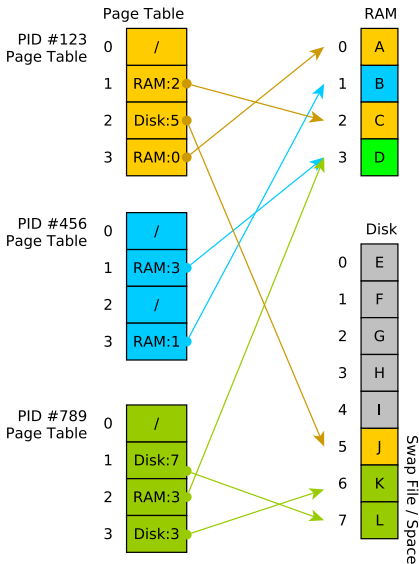 Page Table
RAM
PID #123
Page Table
0
/
1
RAM:2
2
Disk:5
3
RAM:0
0
A
1
B
2
C
3
D
PID #456
Page Table
0
/
1
RAM:3
2
/
3
RAM:1
Disk
0
E
1
F
2
G
3
H
4
I
5
J
6
K
7
L
Swap File / Space
PID #789
Page Table
0
/
1
Disk:7
2
RAM:3
3
Disk:3